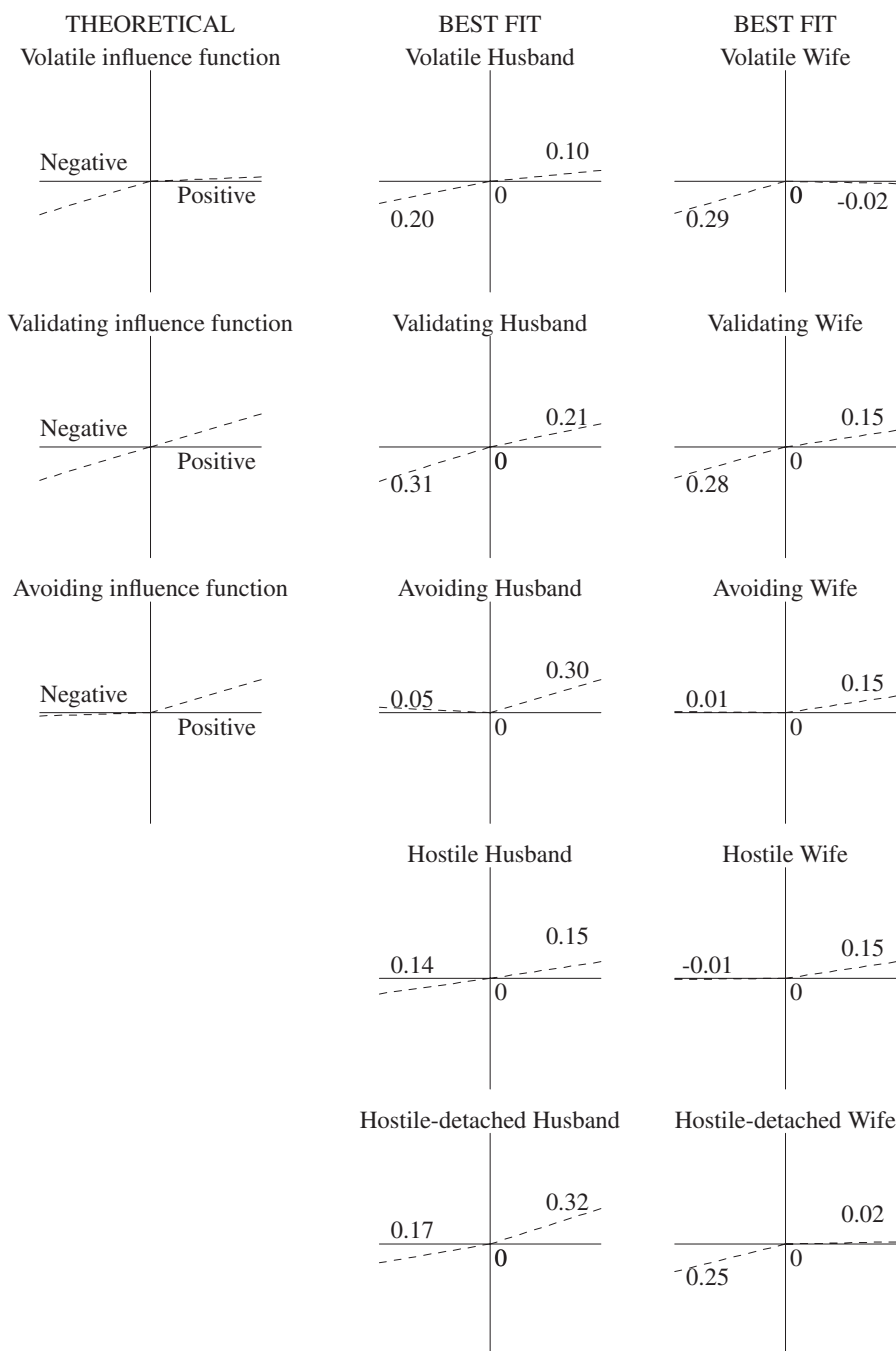 THEORETICAL BEST FIT BEST FIT
Volatile influence function Volatile Husband Volatile Wife
0.10
Negative
Positive 0 0 -0.02
0.20 0.29
Validating influence function Validating Husband Validating Wife
0.21 0.15
Negative
Positive 0 0
0.31 0.28
Avoiding influence function Avoiding Husband Avoiding Wife
0.30 0.15
Negative 0.05 0.01
Positive 0 0
Hostile Husband Hostile Wife
0.15 0.15
0.14 -0.01
0 0
Hostile-detached Husband Hostile-detached Wife
0.32 0.02
0.17
0 0
0.25